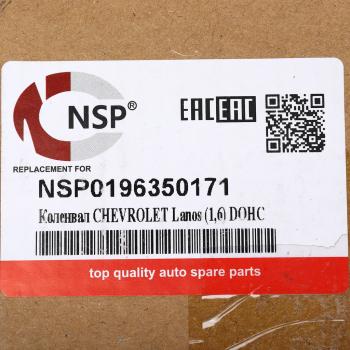 NSP®
EAC EAC
REPLACEMENT FOR
NSP0196350171
Коленвал CHEVROLET Lanos (1,6) DOHC
top quality auto spare parts